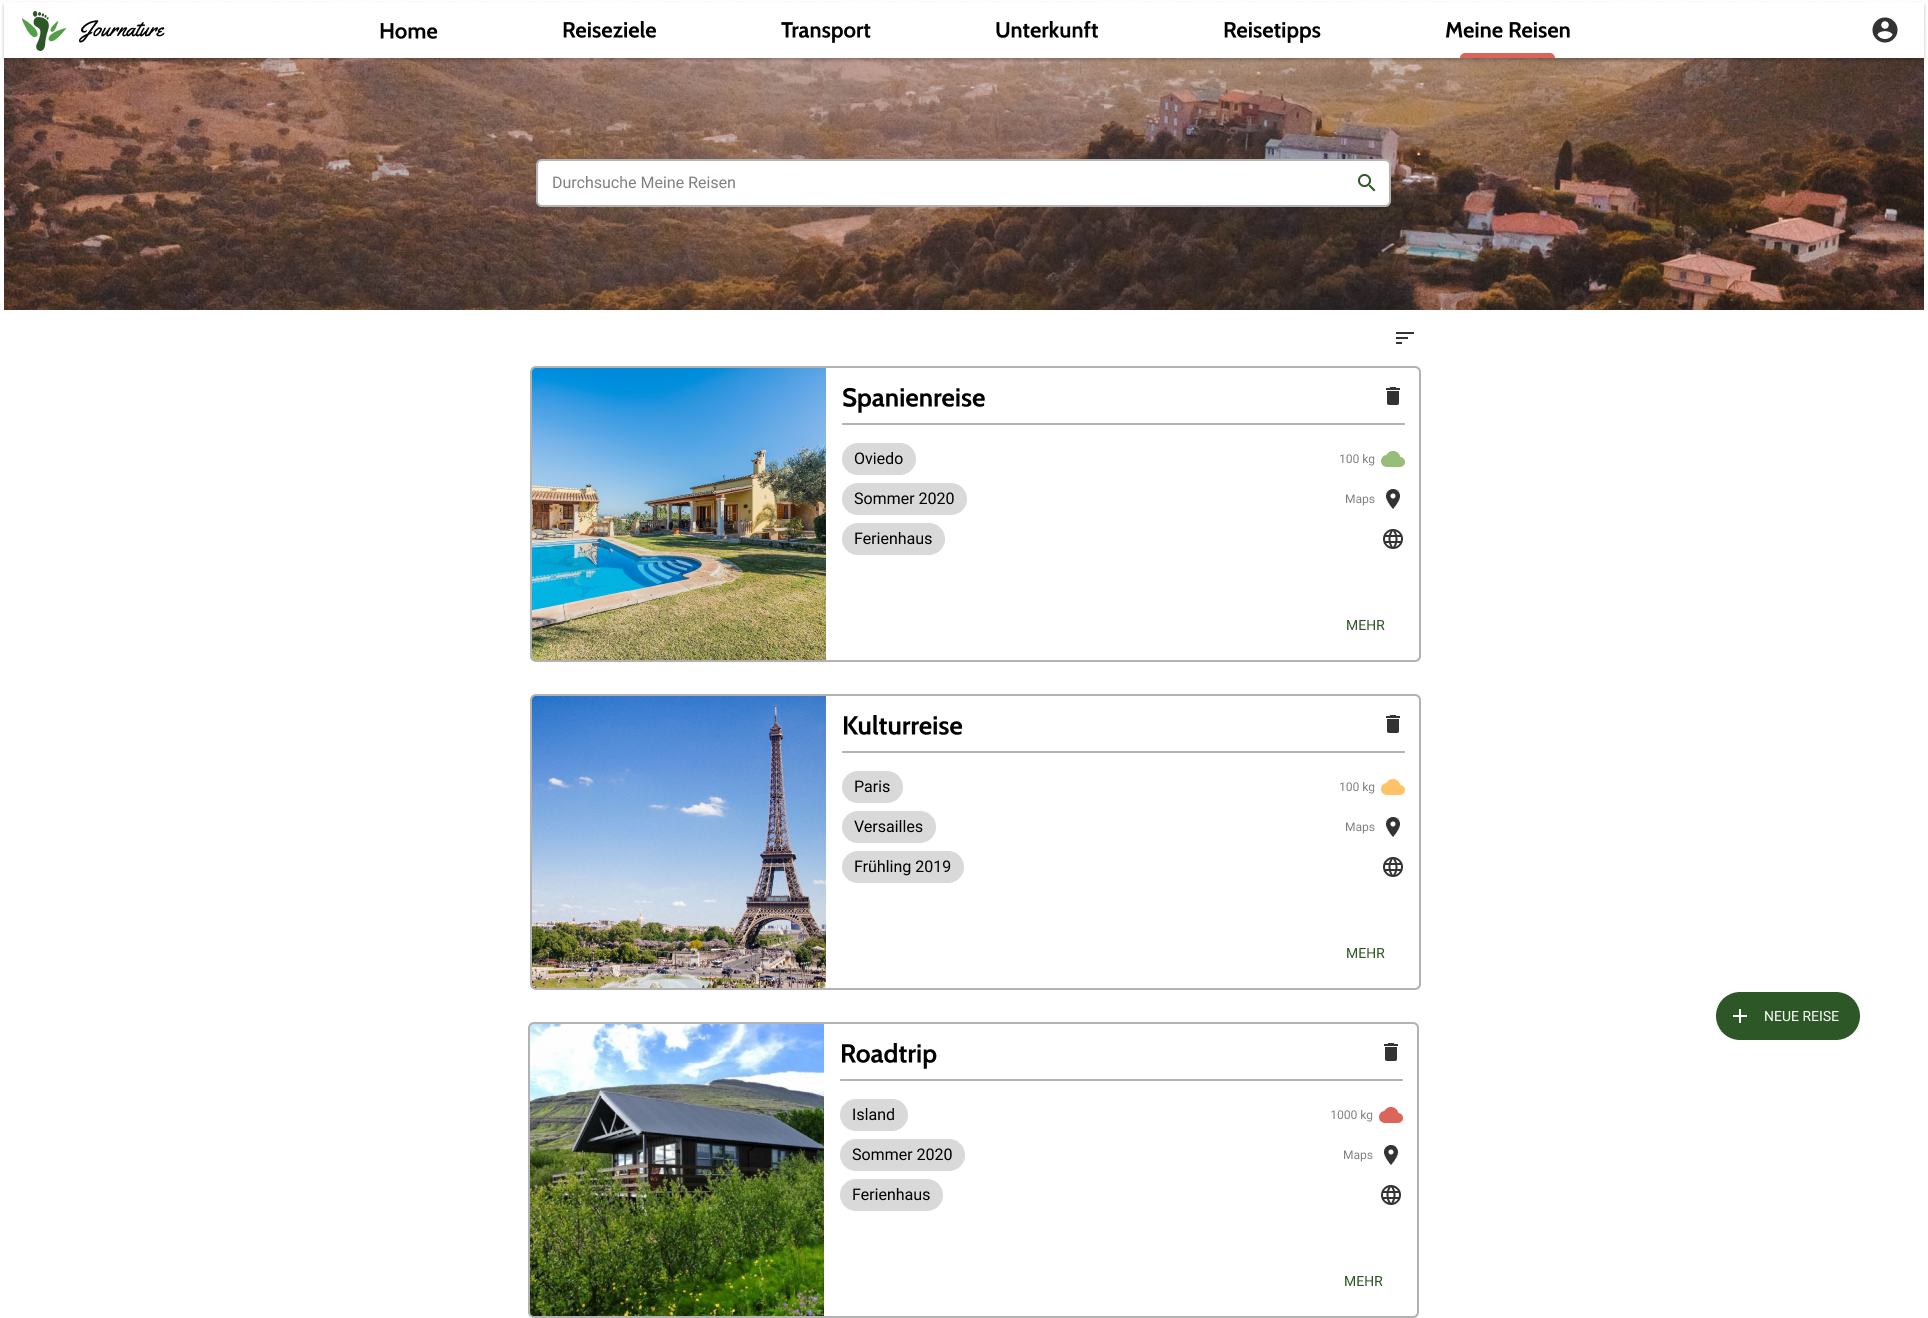 Journature
Home Reiseziele Transport Unterkunft Reisetipps Meine Reisen
Durchsuche Meine Reisen
Spanienreise
Oviedo 100 kg
Sommer 2020 Maps
Ferienhaus
MEHR
Kulturreise
Paris 100 kg
Versailles Maps
Frühling 2019
MEHR
NEUE REISE
Roadtrip
Island 1000 kg
Sommer 2020 Maps
Ferienhaus
MEHR